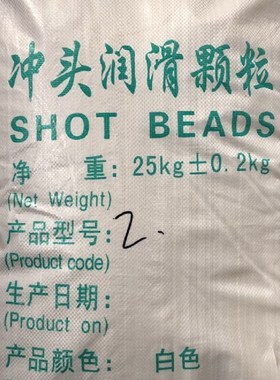 冲头润滑颗粒
SHOT BEADS
净 重: 25kg±0.2kg
(Net Weight)
产品型号: 2.
(Product code)
生产日期:
(Product on)
产品颜色: 白色